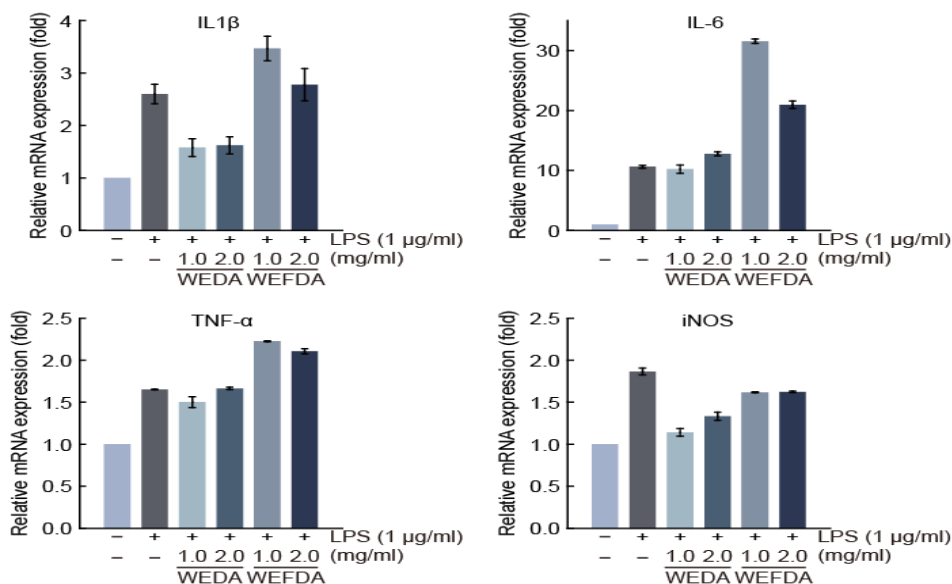 IL1β
Relative mRNA expression (fold)
4
3
2
1
0
– + + + + + LPS (1 µg/ml)
– – 1.0 2.0 1.0 2.0 (mg/ml)
WEDA WEFDA
IL-6
Relative mRNA expression (fold)
30
20
10
0
– + + + + + LPS (1 µg/ml)
– – 1.0 2.0 1.0 2.0 (mg/ml)
WEDA WEFDA
TNF-α
Relative mRNA expression (fold)
2.5
2.0
1.5
1.0
0.5
0.0
– + + + + + LPS (1 µg/ml)
– – 1.0 2.0 1.0 2.0 (mg/ml)
WEDA WEFDA
iNOS
Relative mRNA expression (fold)
2.5
2.0
1.5
1.0
0.5
0.0
– + + + + + LPS (1 µg/ml)
– – 1.0 2.0 1.0 2.0 (mg/ml)
WEDA WEFDA